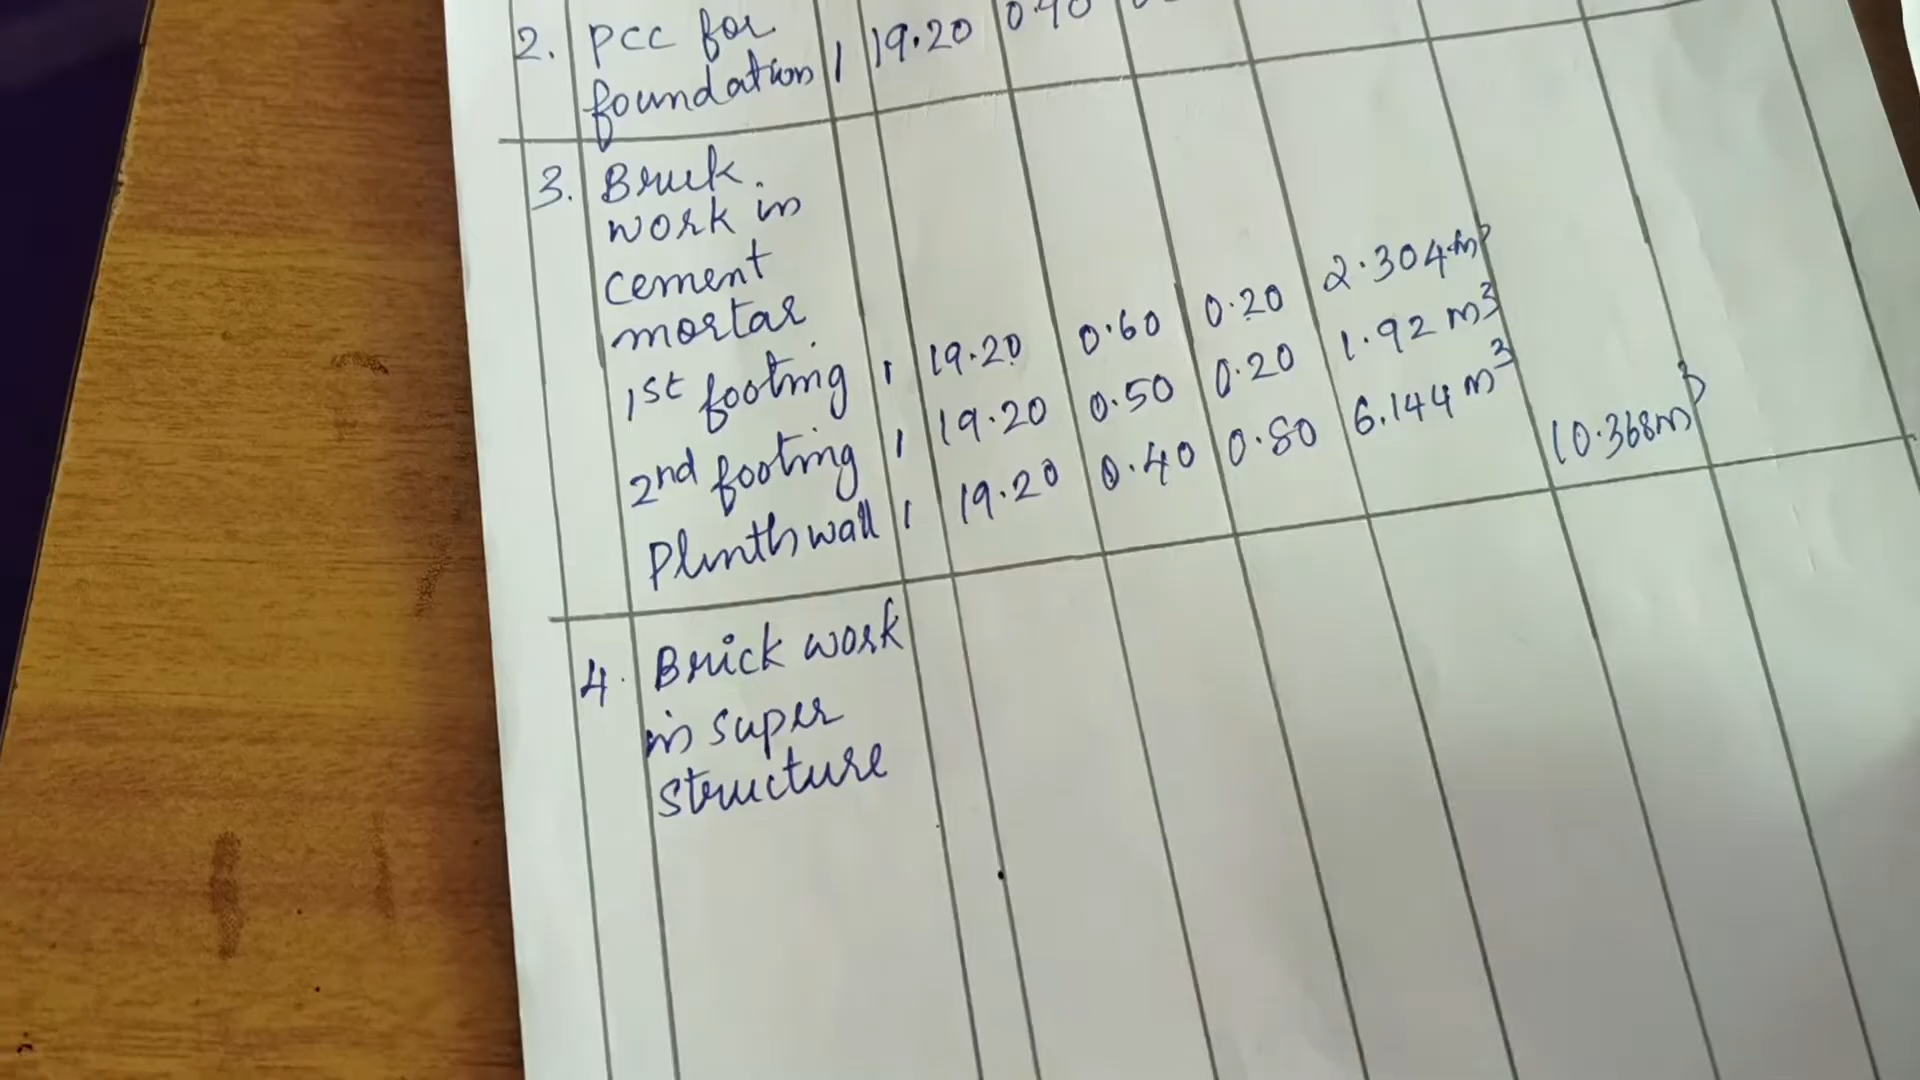 2. PCC for
foundation 1 19.20 0.90
3. Brick
work in
cement
mortar
1st footing 1 19.20 0.60 0.20 2.304m³
2nd footing 1 19.20 0.50 0.20 1.92 m³
Plinth wall 1 19.20 0.40 0.80 6.144 m³ 10.368m³
4. Brick work
in super
structure